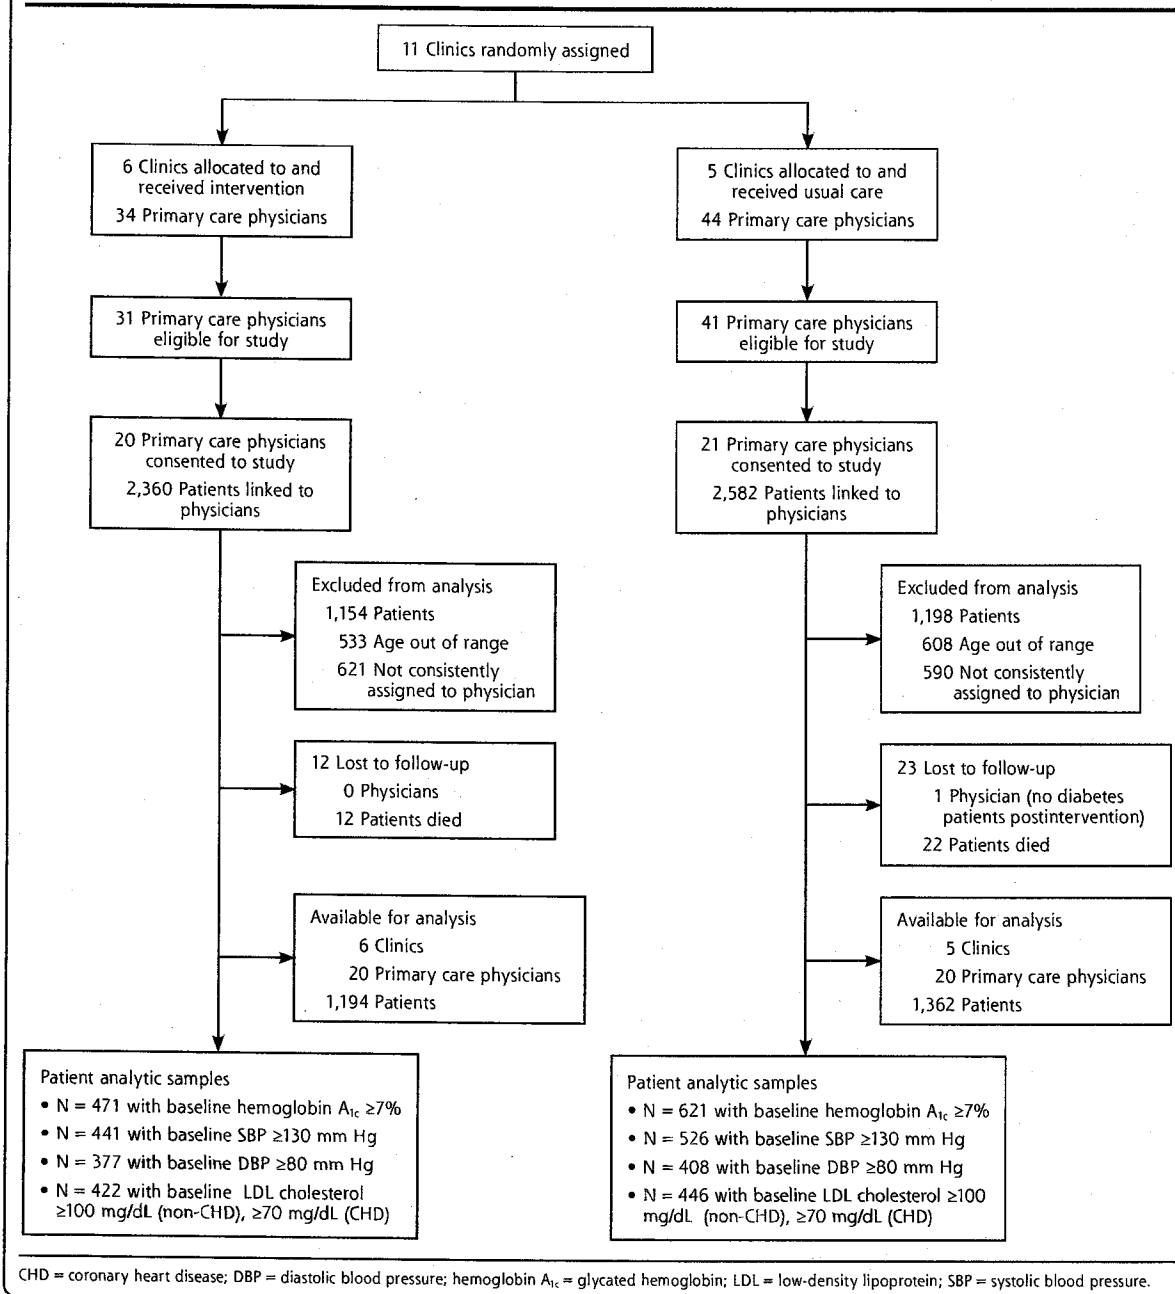 11 Clinics randomly assigned
6 Clinics allocated to and
received intervention
34 Primary care physicians
5 Clinics allocated to and
received usual care
44 Primary care physicians
31 Primary care physicians
eligible for study
41 Primary care physicians
eligible for study
20 Primary care physicians
consented to study
2,360 Patients linked to
physicians
21 Primary care physicians
consented to study
2,582 Patients linked to
physicians
Excluded from analysis
1,154 Patients
533 Age out of range
621 Not consistently
assigned to physician
Excluded from analysis
1,198 Patients
608 Age out of range
590 Not consistently
assigned to physician
12 Lost to follow-up
0 Physicians
12 Patients died
23 Lost to follow-up
1 Physician (no diabetes
patients postintervention)
22 Patients died
Available for analysis
6 Clinics
20 Primary care physicians
1,194 Patients
Available for analysis
5 Clinics
20 Primary care physicians
1,362 Patients
Patient analytic samples
• N = 471 with baseline hemoglobin A1c ≥7%
• N = 441 with baseline SBP ≥130 mm Hg
• N = 377 with baseline DBP ≥80 mm Hg
• N = 422 with baseline LDL cholesterol
≥100 mg/dL (non-CHD), ≥70 mg/dL (CHD)
Patient analytic samples
• N = 621 with baseline hemoglobin A1c ≥7%
• N = 526 with baseline SBP ≥130 mm Hg
• N = 408 with baseline DBP ≥80 mm Hg
• N = 446 with baseline LDL cholesterol ≥100
mg/dL (non-CHD), ≥70 mg/dL (CHD)
CHD = coronary heart disease; DBP = diastolic blood pressure; hemoglobin A1c = glycated hemoglobin; LDL = low-density lipoprotein; SBP = systolic blood pressure.